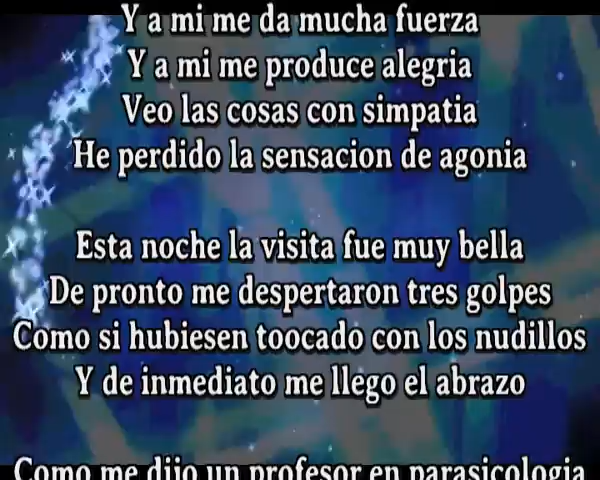 Y a mi me da mucha fuerza
Y a mi me produce alegria
Veo las cosas con simpatia
He perdido la sensacion de agonia
Esta noche la visita fue muy bella
De pronto me despertaron tres golpes
Como si hubiesen toocado con los nudillos
Y de inmediato me llego el abrazo
Como me dijo un profesor en parasicologia